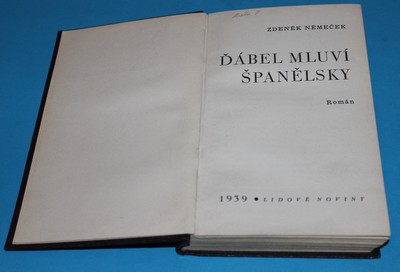 ZDENĚK NĚMEČEK
ĎÁBEL MLUVÍ
ŠPANĚLSKY
Román
1939 • LIDOVÉ NOVINY